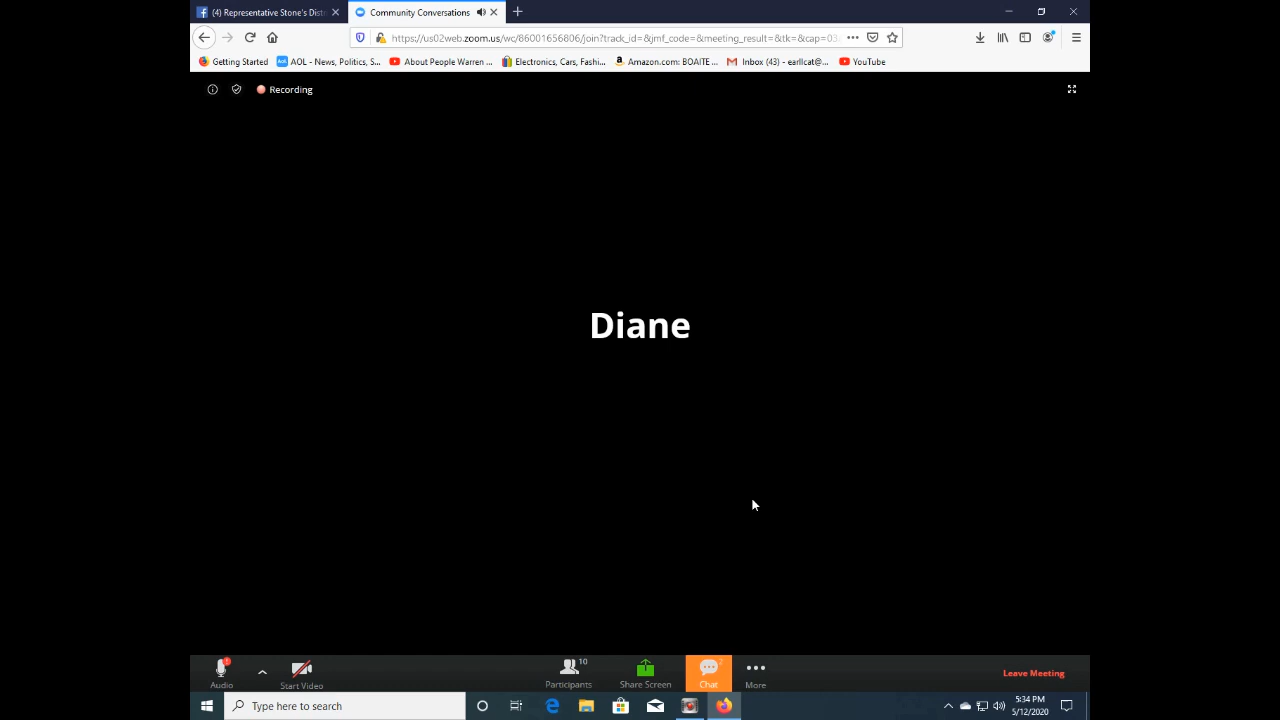 (4) Representative Stone's Distr
Community Conversations
https://us02web.zoom.us/wc/86001656806/join?track_id=&jmf_code=&meeting_result=&tk=&cap=03
Getting Started
AOL - News, Politics, S...
About People Warren ...
Electronics, Cars, Fashi...
Amazon.com: BOAITE ...
Inbox (43) - earllcat@...
YouTube
Recording
Diane
Audio
Start Video
Participants 10
Share Screen
Chat 2
More
Leave Meeting
Type here to search
5:34 PM
5/12/2020